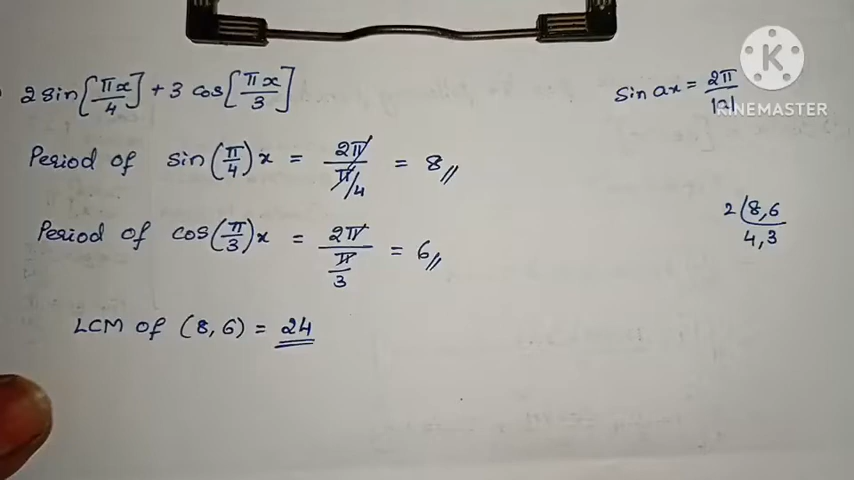 2 sin[πx/4] + 3 cos[πx/3]
sin ax = 2π/|a|
KINEMASTER
Period of sin(π/4)x = 2π/π/4 = 8
2(8,6
4,3
Period of cos(π/3)x = 2π/π/3 = 6
LCM of (8, 6) = 24